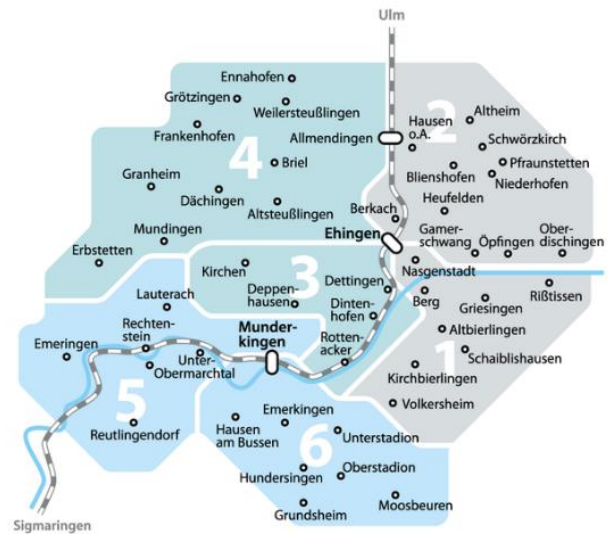 Ulm
Ennahofen
Grötzingen
Weilersteußlingen
Frankenhofen
Allmendingen
4
Briel
Granheim
Dächingen
Altsteußlingen
Mundingen
Erbstetten
2
Hausen
o.A.
Altheim
Schwörzkirch
Pfraunstetten
Blienshofen
Niederhofen
Heufelden
Berkach
Ehingen
Gamer-
schwang
Öpfingen
Ober-
dischingen
Nasgenstadt
Kirchen
3
Dettingen
Deppen-
hausen
Dinten-
hofen
Rotten-
acker
Berg
Griesingen
Rißtissen
Altbierlingen
1
Schaiblishausen
Kirchbierlingen
Volkersheim
Lauterach
Rechten-
stein
Munder-
kingen
Emeringen
Unter-
Obermarchtal
5
Reutlingendorf
Emerkingen
Hausen
am Bussen
6
Unterstadion
Oberstadion
Hundersingen
Moosbeuren
Grundsheim
Sigmaringen